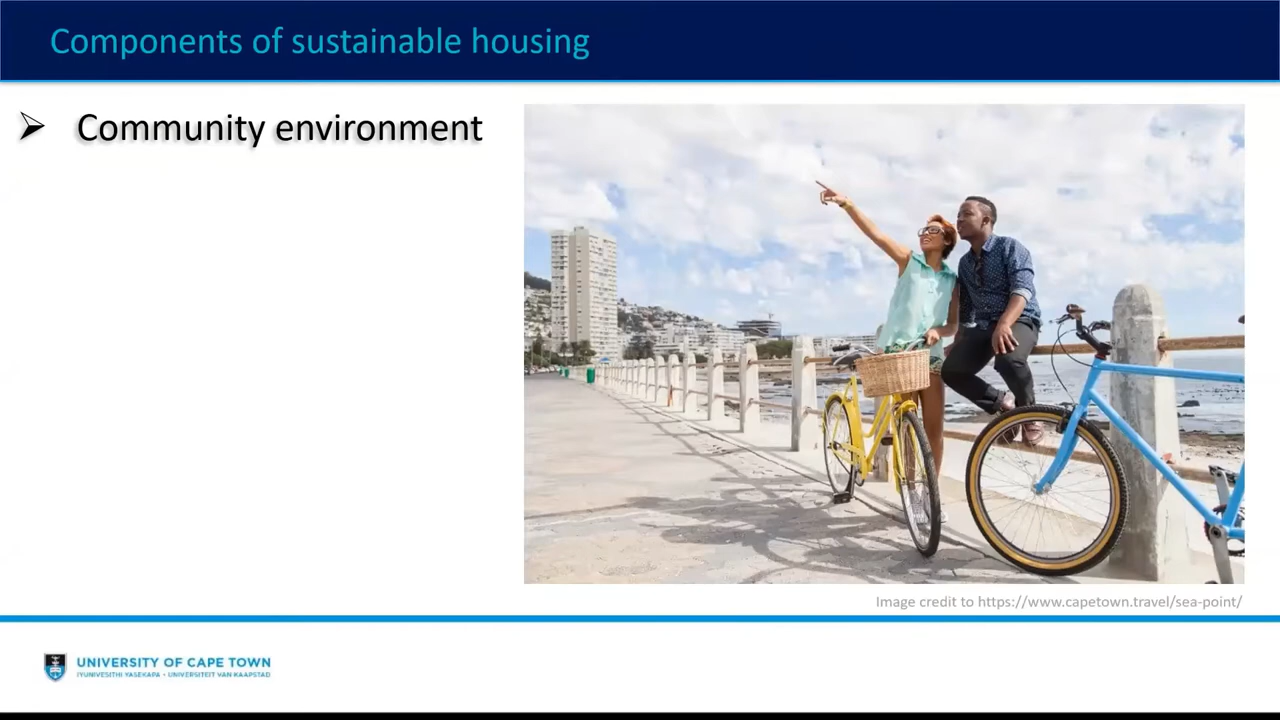 Components of sustainable housing
➢ Community environment
Image credit to https://www.capetown.travel/sea-point/
UNIVERSITY OF CAPE TOWN
IYUNIVESITHI YASEKAPA • UNIVERSITEIT VAN KAAPSTAD